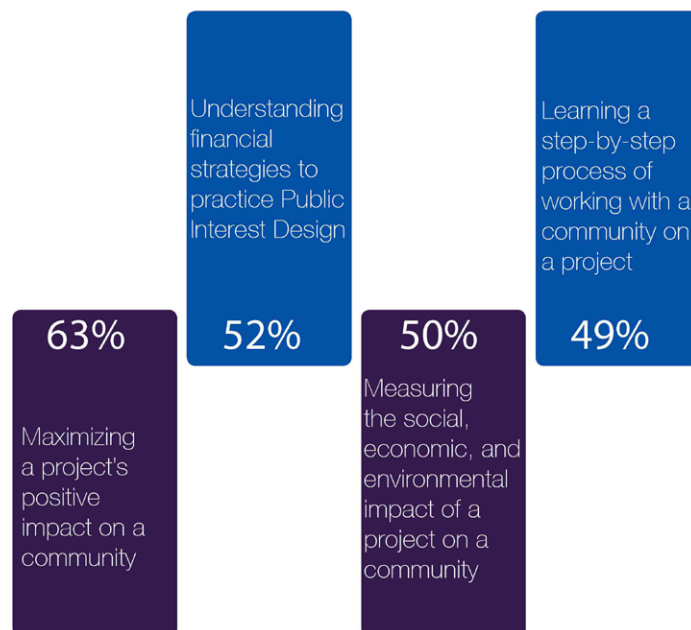 63%
Maximizing
a project's
positive
impact on a
community
Understanding
financial
strategies to
practice Public
Interest Design
52%
50%
Measuring
the social,
economic, and
environmental
impact of a
project on a
community
Learning a
step-by-step
process of
working with a
community on
a project
49%